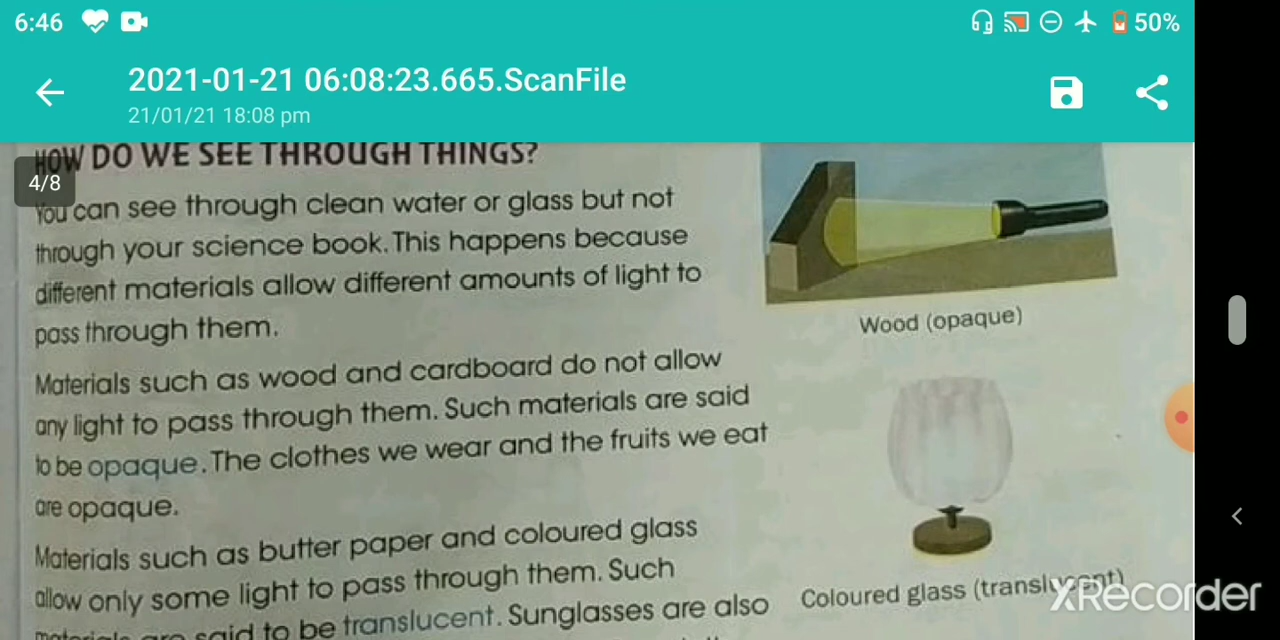 6:46
50%
2021-01-21 06:08:23.665.ScanFile
21/01/21 18:08 pm
4/8
HOW DO WE SEE THROUGH THINGS?
You can see through clean water or glass but not
through your science book. This happens because
different materials allow different amounts of light to
pass through them.
Wood (opaque)
Materials such as wood and cardboard do not allow
any light to pass through them. Such materials are said
to be opaque. The clothes we wear and the fruits we eat
are opaque.
Materials such as butter paper and coloured glass
allow only some light to pass through them. Such
materials are said to be translucent. Sunglasses are also
Coloured glass (translucent)
XRecorder